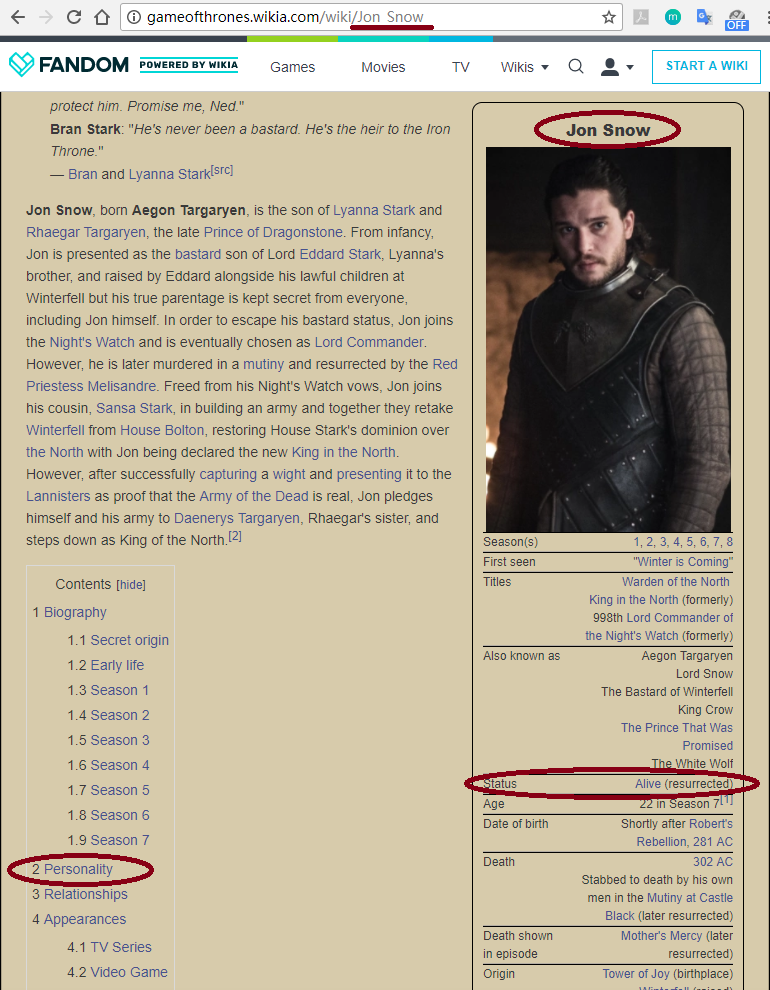 gameofthrones.wikia.com/wiki/Jon_Snow
OFF
FANDOM POWERED BY WIKIA Games Movies TV Wikis START A WIKI
protect him. Promise me, Ned."
Bran Stark: "He's never been a bastard. He's the heir to the Iron
Throne."
— Bran and Lyanna Stark[src]
Jon Snow, born Aegon Targaryen, is the son of Lyanna Stark and
Rhaegar Targaryen, the late Prince of Dragonstone. From infancy,
Jon is presented as the bastard son of Lord Eddard Stark, Lyanna's
brother, and raised by Eddard alongside his lawful children at
Winterfell but his true parentage is kept secret from everyone,
including Jon himself. In order to escape his bastard status, Jon joins
the Night's Watch and is eventually chosen as Lord Commander.
However, he is later murdered in a mutiny and resurrected by the Red
Priestess Melisandre. Freed from his Night's Watch vows, Jon joins
his cousin, Sansa Stark, in building an army and together they retake
Winterfell from House Bolton, restoring House Stark's dominion over
the North with Jon being declared the new King in the North.
However, after successfully capturing a wight and presenting it to the
Lannisters as proof that the Army of the Dead is real, Jon pledges
himself and his army to Daenerys Targaryen, Rhaegar's sister, and
steps down as King of the North.[2]
Contents [hide]
1 Biography
1.1 Secret origin
1.2 Early life
1.3 Season 1
1.4 Season 2
1.5 Season 3
1.6 Season 4
1.7 Season 5
1.8 Season 6
1.9 Season 7
2 Personality
3 Relationships
4 Appearances
4.1 TV Series
4.2 Video Game
Jon Snow
Season(s) 1, 2, 3, 4, 5, 6, 7, 8
First seen "Winter is Coming"
Titles Warden of the North
King in the North (formerly)
998th Lord Commander of
the Night's Watch (formerly)
Also known as Aegon Targaryen
Lord Snow
The Bastard of Winterfell
King Crow
The Prince That Was
Promised
The White Wolf
Status Alive (resurrected)
Age 22 in Season 7[1]
Date of birth Shortly after Robert's
Rebellion, 281 AC
Death 302 AC
Stabbed to death by his own
men in the Mutiny at Castle
Black (later resurrected)
Death shown Mother's Mercy (later
in episode resurrected)
Origin Tower of Joy (birthplace)
Winterfell (raised)